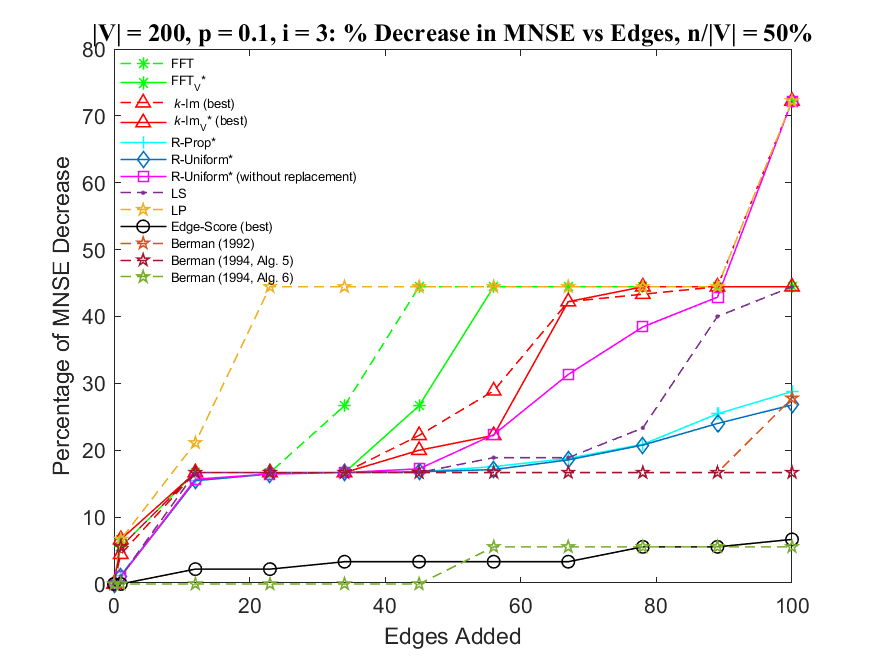 |V| = 200, p = 0.1, i = 3: % Decrease in MNSE vs Edges, n/|V| = 50%
80
70
60
50
40
30
20
10
0
Percentage of MNSE Decrease
FFT
FFT_V*
k-Im (best)
k-Im_V* (best)
R-Prop*
R-Uniform*
R-Uniform* (without replacement)
LS
LP
Edge-Score (best)
Berman (1992)
Berman (1994, Alg. 5)
Berman (1994, Alg. 6)
0 20 40 60 80 100
Edges Added